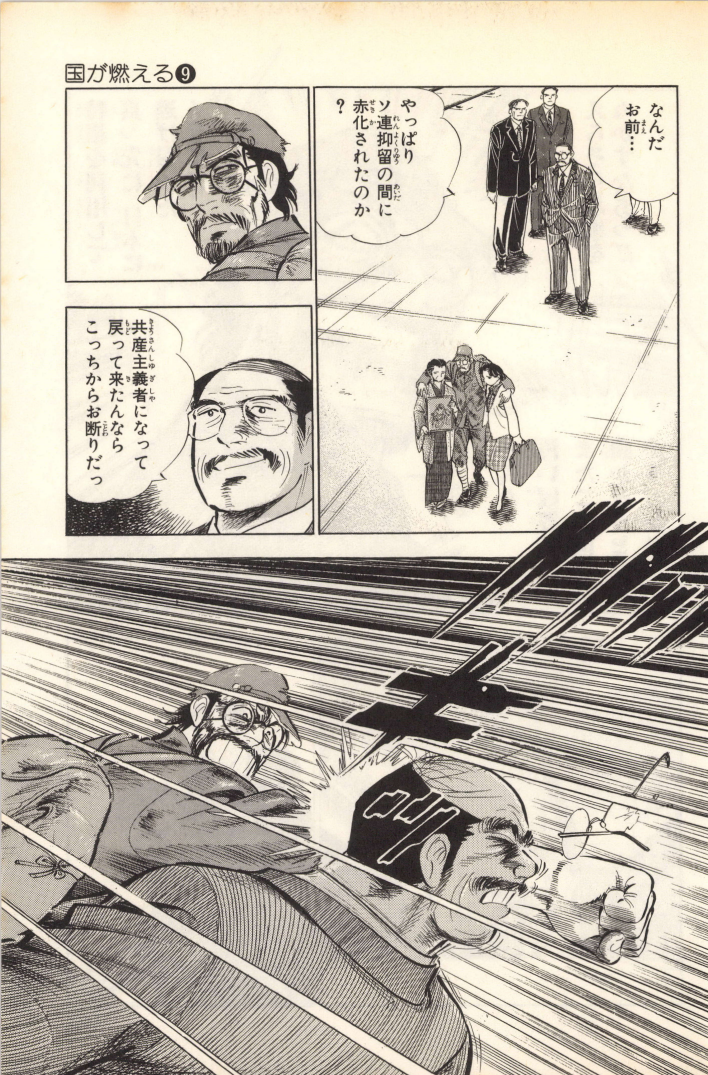 国が燃える❾
なんだ
お前…
やっぱり
ソ連抑留の間に
赤化されたのか
?
共産主義者になって
戻って来たんなら
こっちからお断りだっ